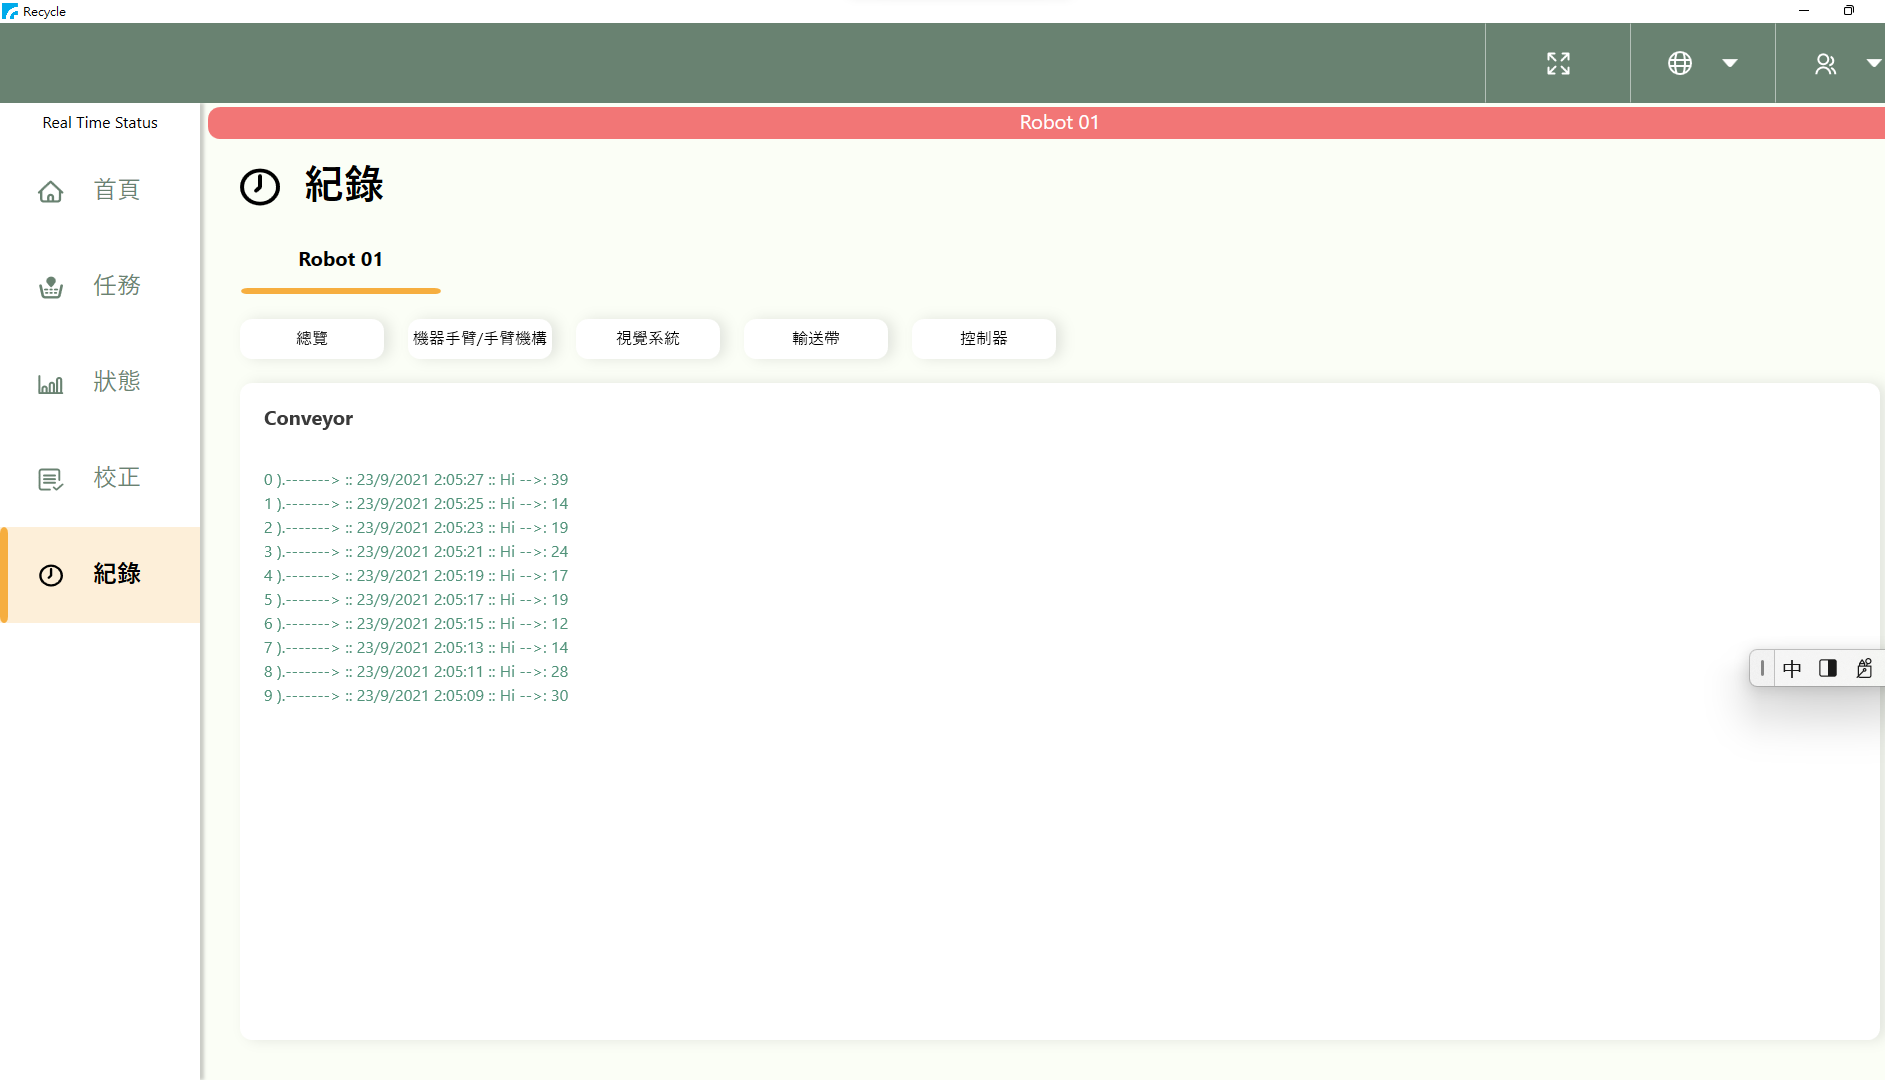 Recycle
Real Time Status
首頁
任務
狀態
校正
紀錄
Robot 01
紀錄
Robot 01
總覽
機器手臂/手臂機構
視覺系統
輸送帶
控制器
Conveyor
0 ).-------> :: 23/9/2021 2:05:27 :: Hi -->: 39
1 ).-------> :: 23/9/2021 2:05:25 :: Hi -->: 14
2 ).-------> :: 23/9/2021 2:05:23 :: Hi -->: 19
3 ).-------> :: 23/9/2021 2:05:21 :: Hi -->: 24
4 ).-------> :: 23/9/2021 2:05:19 :: Hi -->: 17
5 ).-------> :: 23/9/2021 2:05:17 :: Hi -->: 19
6 ).-------> :: 23/9/2021 2:05:15 :: Hi -->: 12
7 ).-------> :: 23/9/2021 2:05:13 :: Hi -->: 14
8 ).-------> :: 23/9/2021 2:05:11 :: Hi -->: 28
9 ).-------> :: 23/9/2021 2:05:09 :: Hi -->: 30
中